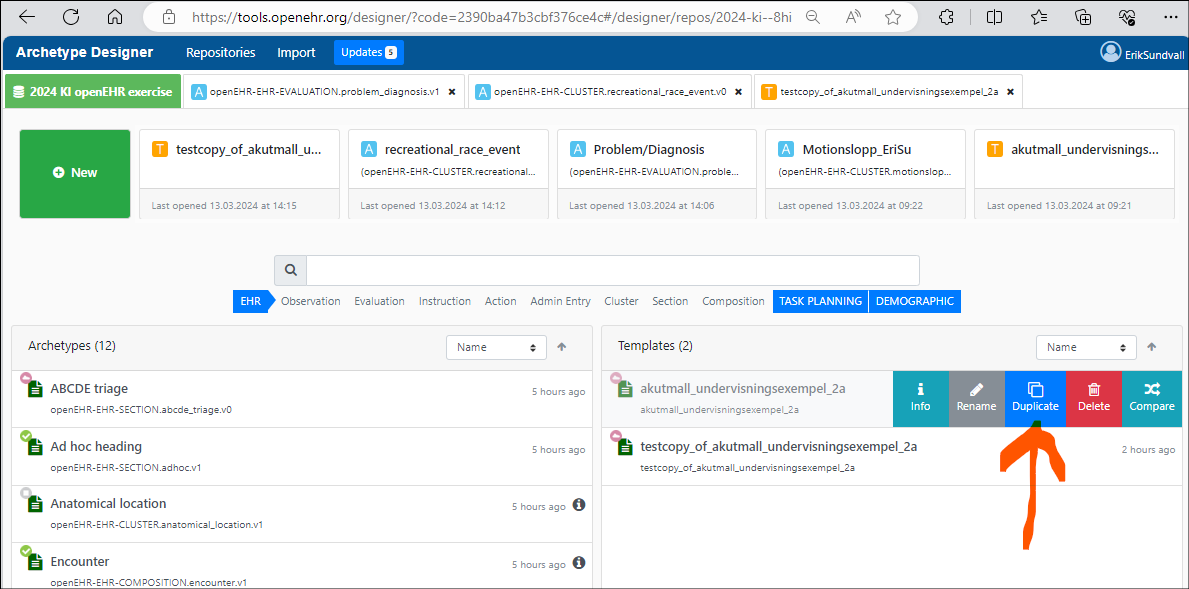 https://tools.openehr.org/designer/?code=2390ba47b3cbf376ce4c#/designer/repos/2024-ki--8hi
Archetype Designer Repositories Import Updates 5 ErikSundvall
2024 KI openEHR exercise A openEHR-EHR-EVALUATION.problem_diagnosis.v1 × A openEHR-EHR-CLUSTER.recreational_race_event.v0 × T testcopy_of_akutmall_undervisningsexempel_2a ×
New
T testcopy_of_akutmall_u...
Last opened 13.03.2024 at 14:15
A recreational_race_event
(openEHR-EHR-CLUSTER.recreational...
Last opened 13.03.2024 at 14:12
A Problem/Diagnosis
(openEHR-EHR-EVALUATION.proble...
Last opened 13.03.2024 at 14:06
A Motionslopp_EriSu
(openEHR-EHR-CLUSTER.motionslop...
Last opened 13.03.2024 at 09:22
T akutmall_undervisnings...
Last opened 13.03.2024 at 09:21
EHR Observation Evaluation Instruction Action Admin Entry Cluster Section Composition TASK PLANNING DEMOGRAPHIC
Archetypes (12) Name
ABCDE triage 5 hours ago
openEHR-EHR-SECTION.abcde_triage.v0
Ad hoc heading 5 hours ago
openEHR-EHR-SECTION.adhoc.v1
Anatomical location 5 hours ago
openEHR-EHR-CLUSTER.anatomical_location.v1
Encounter 5 hours ago
openEHR-EHR-COMPOSITION.encounter.v1
Templates (2) Name
akutmall_undervisningsexempel_2a
akutmall_undervisningsexempel_2a
Info Rename Duplicate Delete Compare
testcopy_of_akutmall_undervisningsexempel_2a 2 hours ago
testcopy_of_akutmall_undervisningsexempel_2a